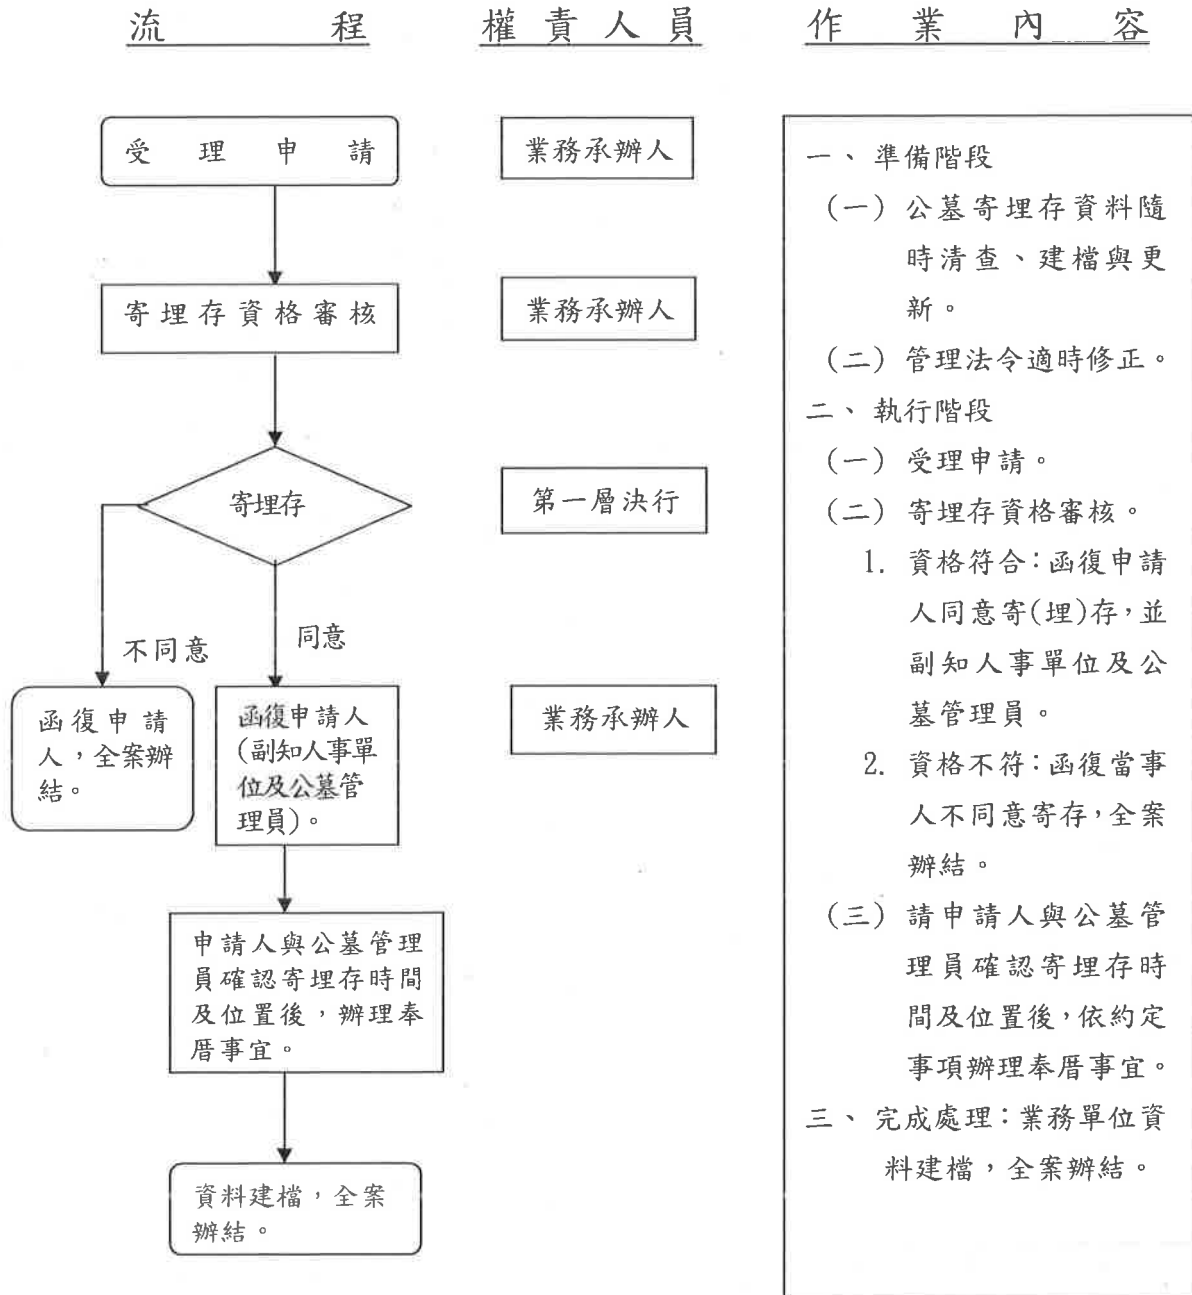 流程
權責人員
作業內容
受理申請
業務承辦人
寄埋存資格審核
業務承辦人
寄埋存
第一層決行
不同意
同意
函復申請
人，全案辦
結。
函復申請人
(副知人事單
位及公墓管
理員)。
業務承辦人
申請人與公墓管理
員確認寄埋存時間
及位置後，辦理奉
厝事宜。
資料建檔，全案
辦結。
一、準備階段
(一) 公墓寄埋存資料隨
時清查、建檔與更
新。
(二) 管理法令適時修正。
二、執行階段
(一) 受理申請。
(二) 寄埋存資格審核。
1. 資格符合：函復申請
人同意寄(埋)存，並
副知人事單位及公
墓管理員。
2. 資格不符：函復當事
人不同意寄存，全案
辦結。
(三) 請申請人與公墓管
理員確認寄埋存時
間及位置後，依約定
事項辦理奉厝事宜。
三、完成處理：業務單位資
料建檔，全案辦結。